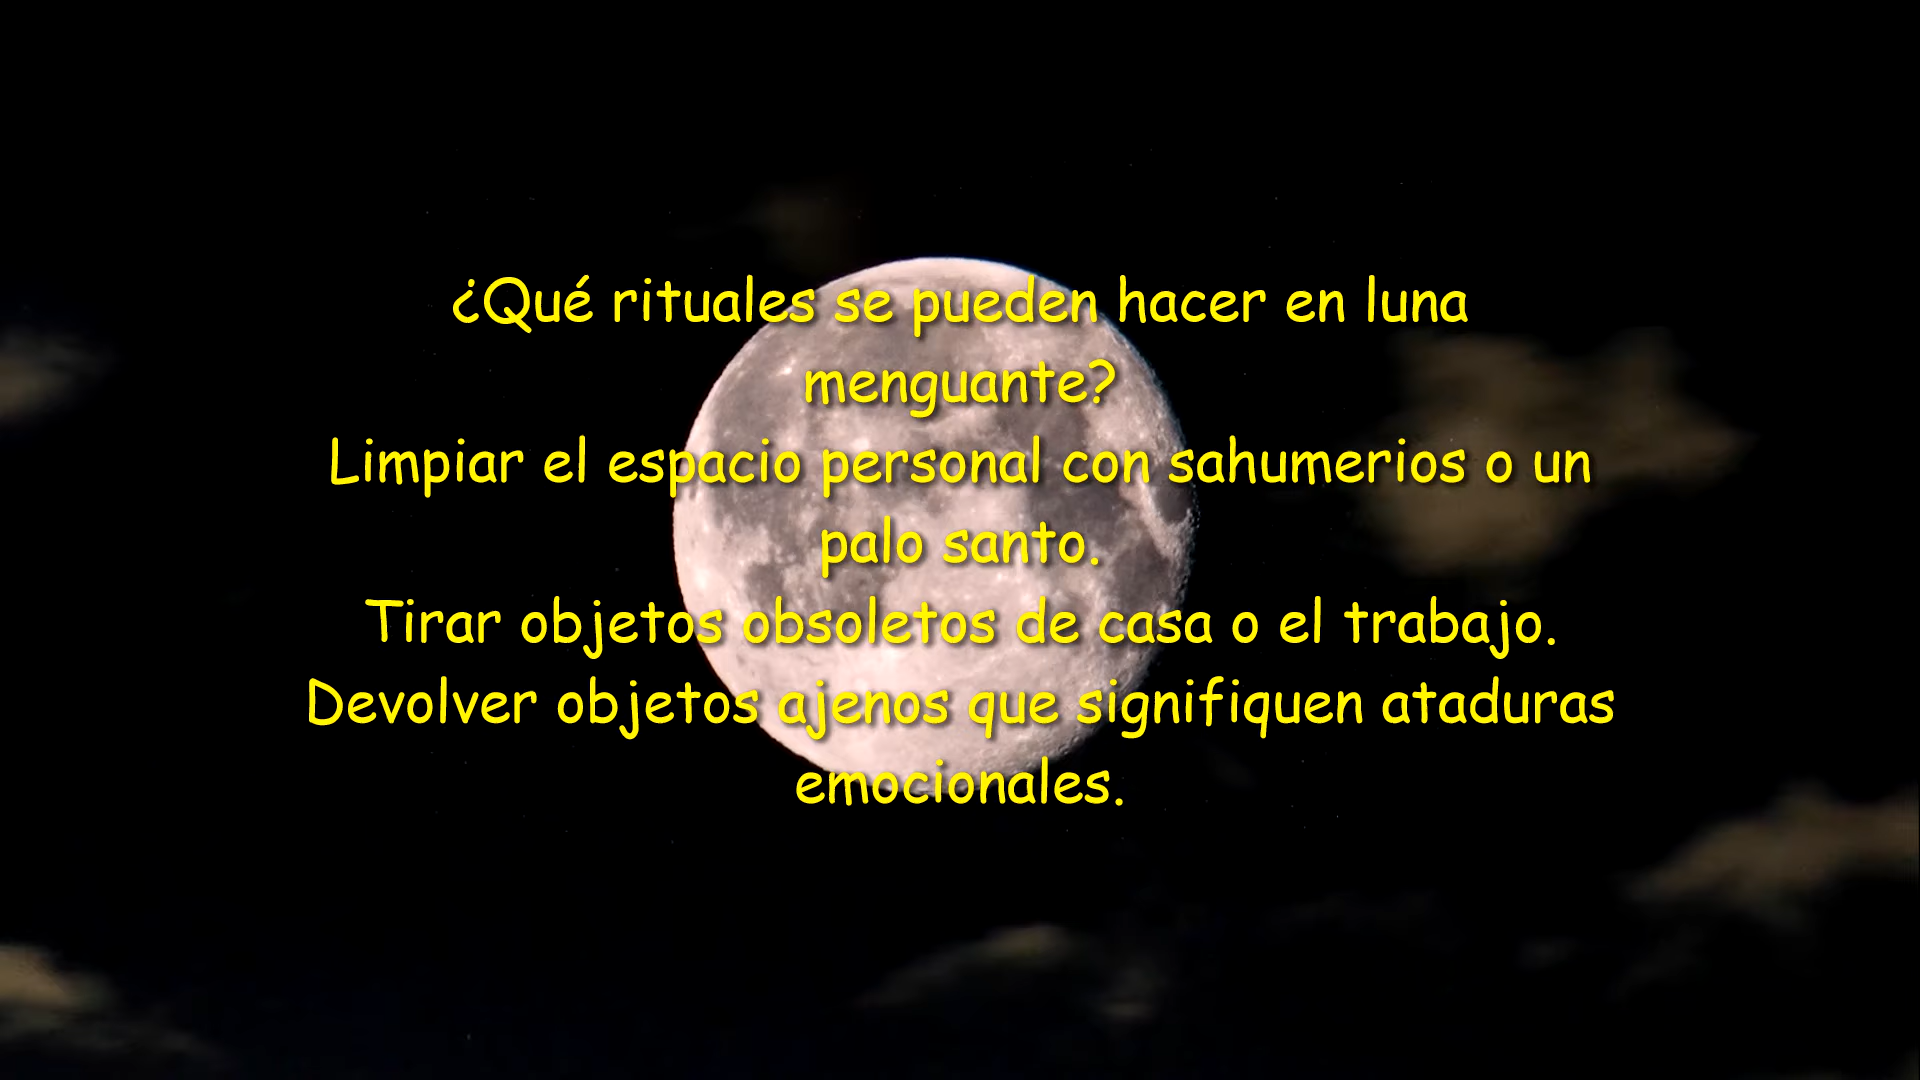 ¿Qué rituales se pueden hacer en luna
menguante?
Limpiar el espacio personal con sahumerios o un
palo santo.
Tirar objetos obsoletos de casa o el trabajo.
Devolver objetos ajenos que signifiquen ataduras
emocionales.